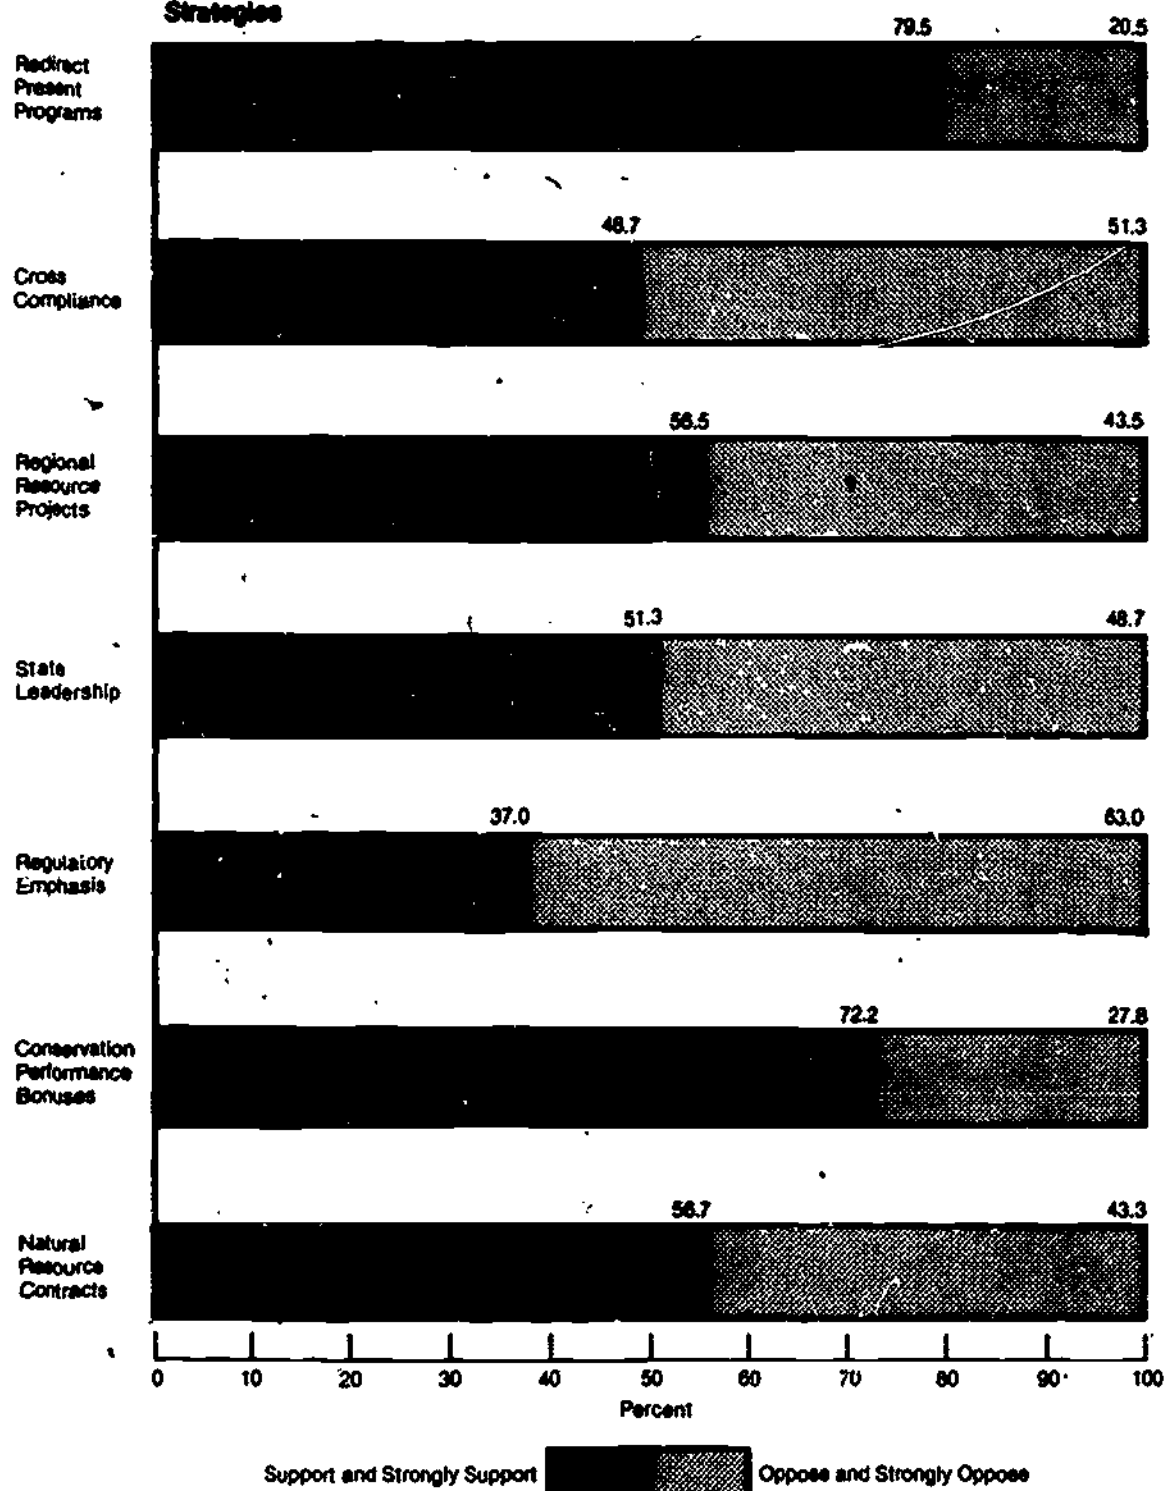 Strategies
79.5 20.5
Redirect
Present
Programs
48.7 51.3
Cross
Compliance
56.5 43.5
Regional
Resource
Projects
51.3 48.7
State
Leadership
37.0 63.0
Regulatory
Emphasis
72.2 27.8
Conservation
Performance
Bonuses
56.7 43.3
Natural
Resource
Contracts
0 10 20 30 40 50 60 70 80 90 100
Percent
Support and Strongly Support Oppose and Strongly Oppose